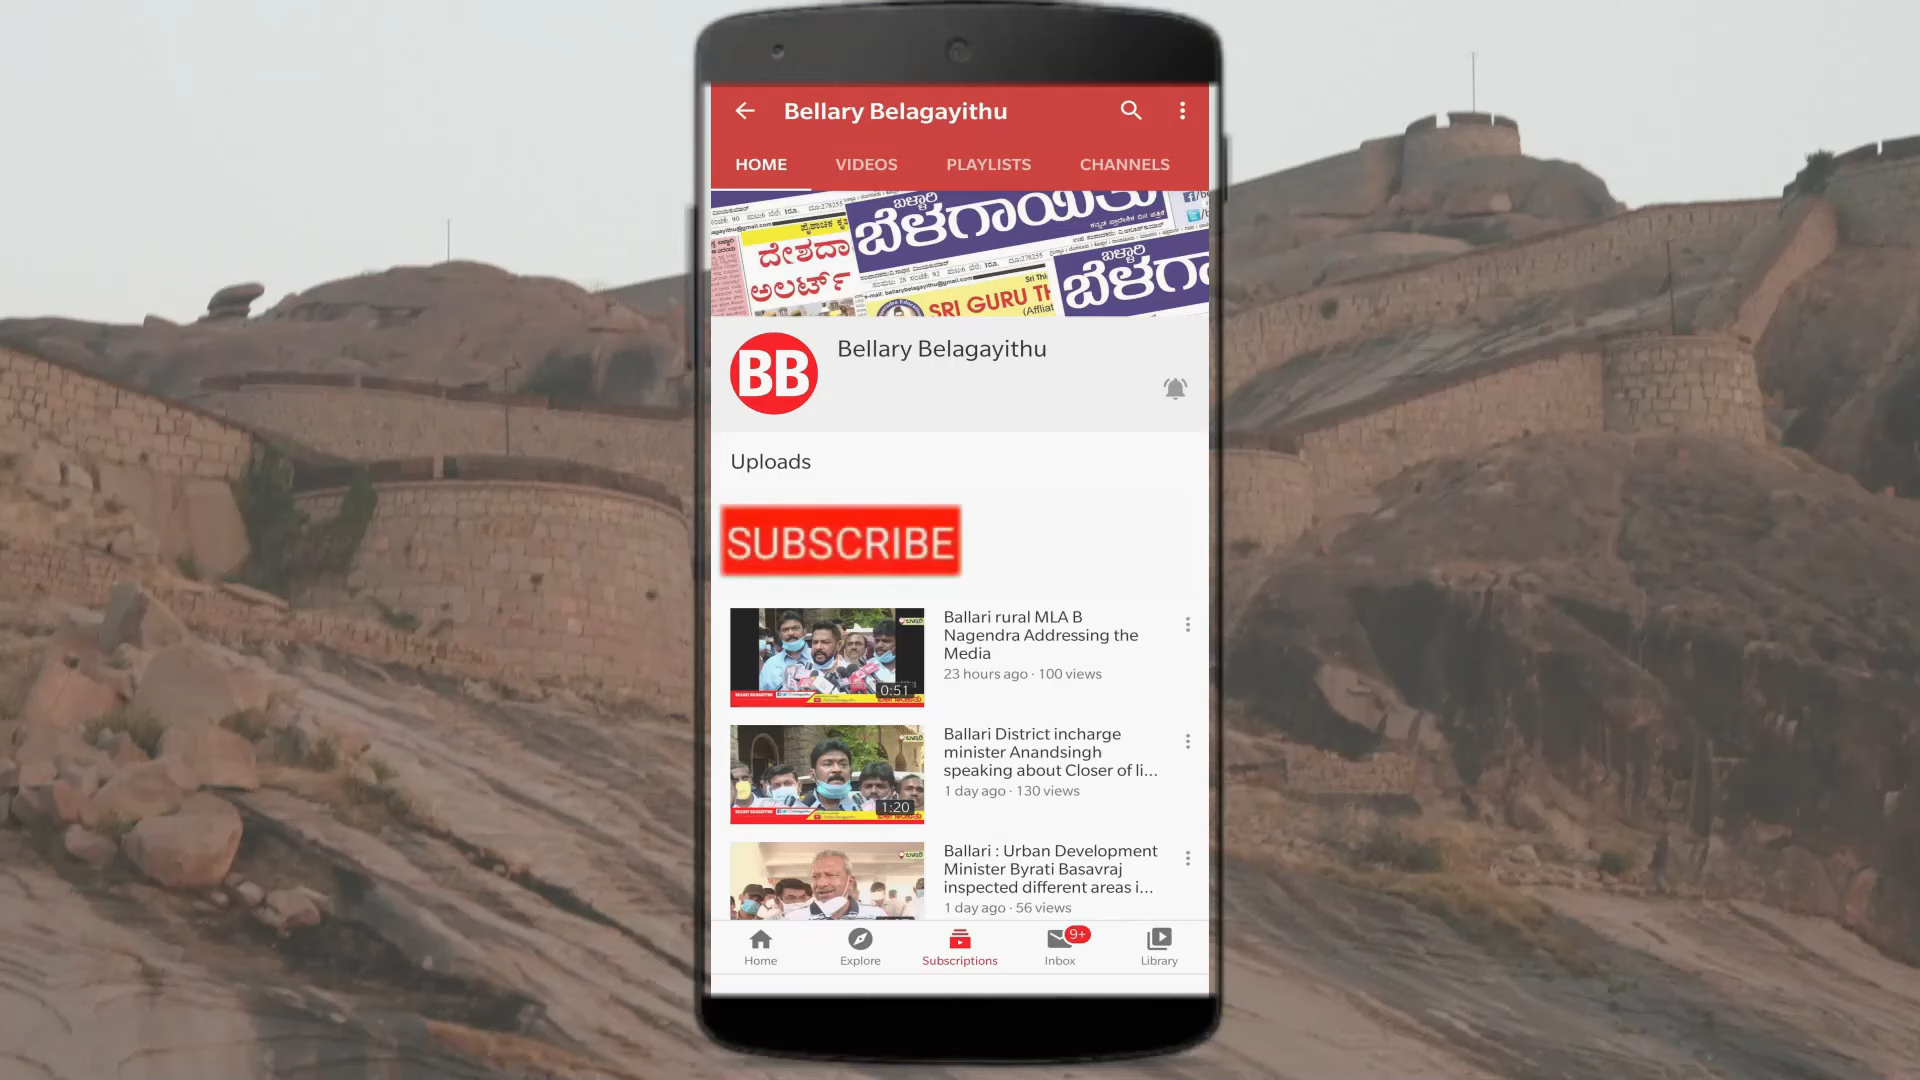 Bellary Belagayithu
HOME VIDEOS PLAYLISTS CHANNELS
ಬಳ್ಳಾರಿ
ಬೆಳಗಾಯಿತು
ದೇಶದಾ
ಅಲರ್ಟ್
ಬಳ್ಳಾರಿ
ಬೆಳಗಾ
SRI GURU TH
(Affliat
BB
Bellary Belagayithu
Uploads
SUBSCRIBE
Ballari rural MLA B
Nagendra Addressing the
Media
23 hours ago · 100 views
0:51
Ballari District incharge
minister Anandsingh
speaking about Closer of li...
1 day ago · 130 views
1:20
Ballari : Urban Development
Minister Byrati Basavraj
inspected different areas i...
1 day ago · 56 views
9+
Home Explore Subscriptions Inbox Library